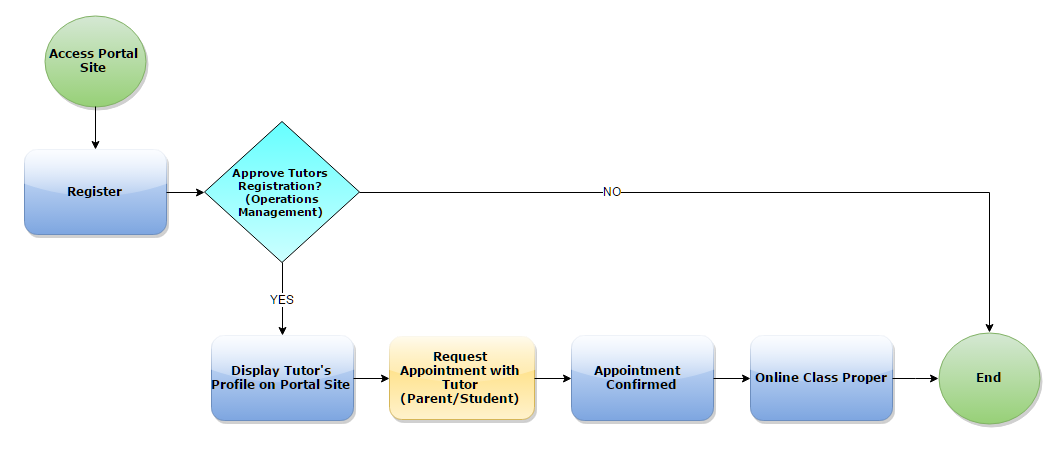 Access Portal
Site
Register
Approve Tutors
Registration?
(Operations
Management)
NO
YES
Display Tutor's
Profile on Portal Site
Request
Appointment with
Tutor
(Parent/Student)
Appointment
Confirmed
Online Class Proper
End